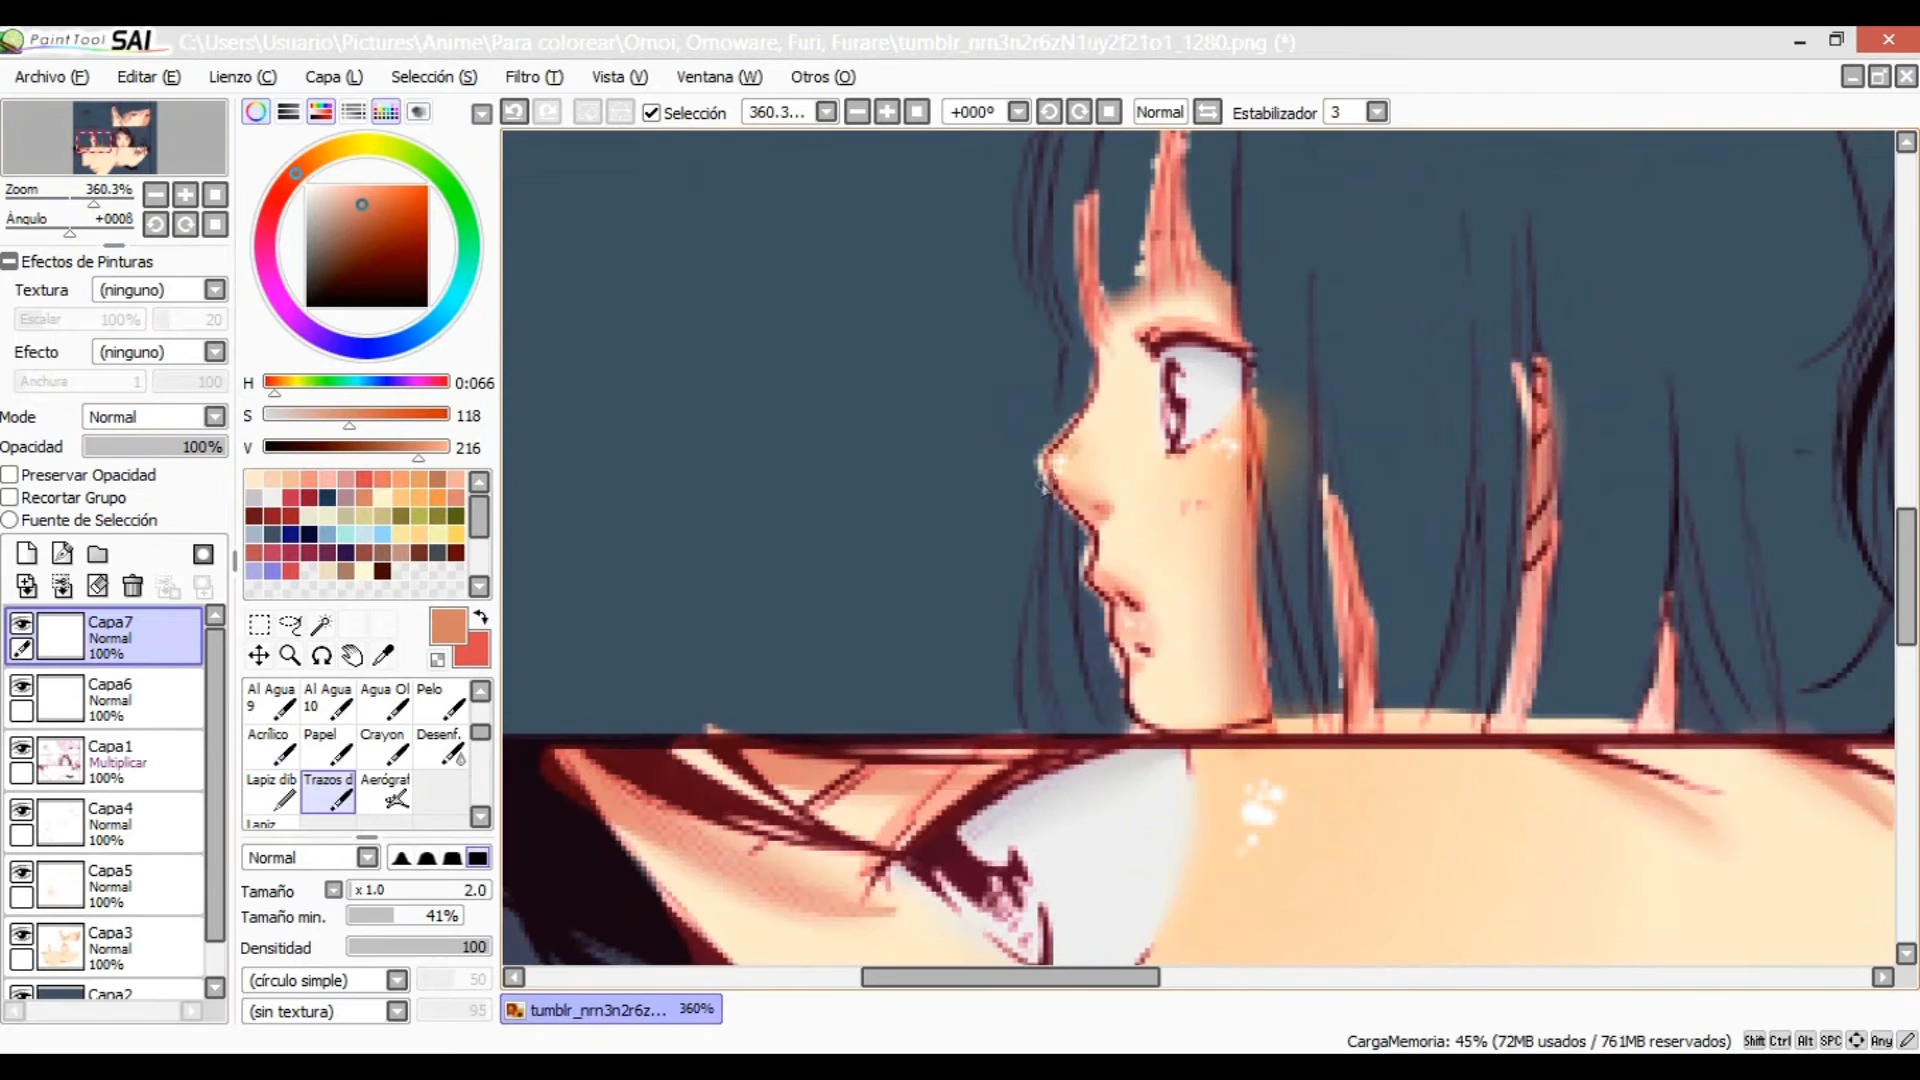 PaintTool SAI C:\Users\Usuario\Pictures\Anime\Para colorear\Omoi, Omoware, Furi, Furare\tumblr_nrn3n2r6zN1uy2f21o1_1280.png (*)
Archivo (F) Editar (E) Lienzo (C) Capa (L) Selección (S) Filtro (T) Vista (V) Ventana (W) Otros (O)
Selección 360.3... +000º Normal Estabilizador 3
Zoom 360.3%
Ángulo +000ß
Efectos de Pinturas
Textura (ninguno)
Escalar 100% 20
Efecto (ninguno)
Anchura 1 100
Mode Normal
Opacidad 100%
Preservar Opacidad
Recortar Grupo
Fuente de Selección
Capa7
Normal
100%
Capa6
Normal
100%
Capa1
Multiplicar
100%
Capa4
Normal
100%
Capa5
Normal
100%
Capa3
Normal
100%
Capa2
H 0:066
S 118
V 216
Al Agua 9 Al Agua 10 Agua Ol Pelo
Acrílico Papel Crayon Desenf.
Lapiz dib Trazos d Aerógraf
Lapiz
Normal
Tamaño x 1.0 2.0
Tamaño min. 41%
Densitidad 100
(círculo simple) 50
(sin textura) 95
tumblr_nrn3n2r6z... 360%
CargaMemoria: 45% (72MB usados / 761MB reservados) Shift Ctrl Alt SPC Any